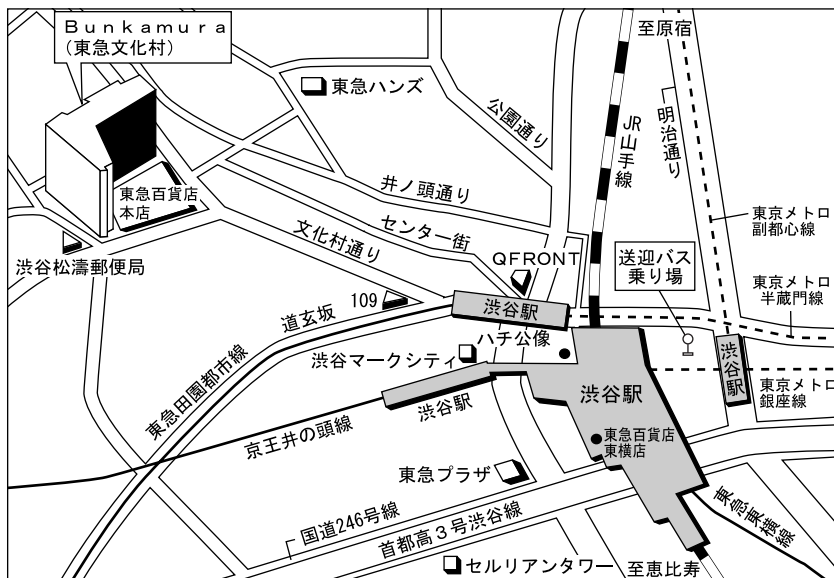 Bunkamura
(東急文化村)
至原宿
東急ハンズ
公園通り
JR山手線
明治通り
井ノ頭通り
東急百貨店
本店
センター街
文化村通り
東京メトロ
副都心線
渋谷松濤郵便局
QFRONT
送迎バス
乗り場
東京メトロ
半蔵門線
109
道玄坂
渋谷駅
ハチ公像
渋谷マークシティ
渋谷駅
東急田園都市線
渋谷駅
渋谷駅
東京メトロ
銀座線
京王井の頭線
東急百貨店
東横店
東急プラザ
国道246号線
首都高3号渋谷線
東急東横線
セルリアンタワー
至恵比寿